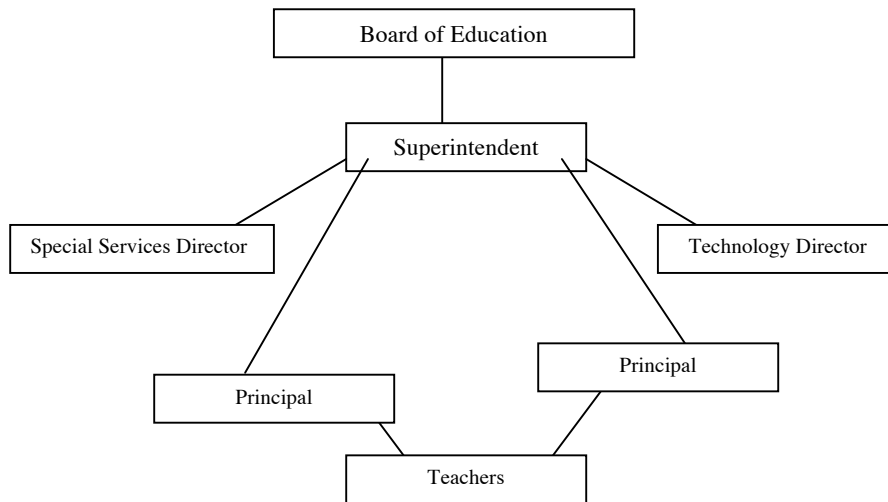 Board of Education
Superintendent
Special Services Director
Technology Director
Principal
Principal
Teachers